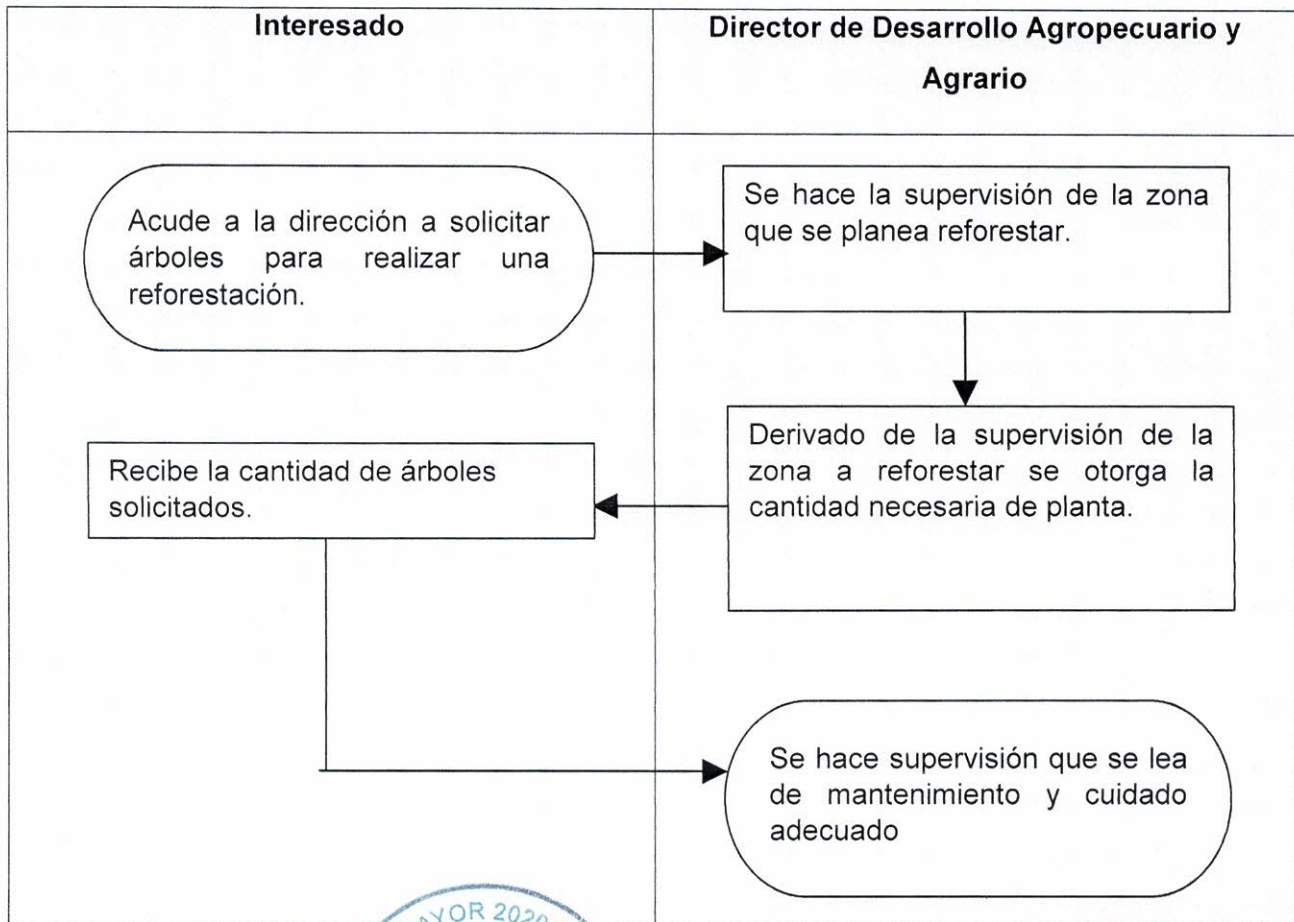 Interesado
Director de Desarrollo Agropecuario y
Agrario
Acude a la dirección a solicitar
árboles para realizar una
reforestación.
Se hace la supervisión de la zona
que se planea reforestar.
Recibe la cantidad de árboles
solicitados.
Derivado de la supervisión de la
zona a reforestar se otorga la
cantidad necesaria de planta.
Se hace supervisión que se lea
de mantenimiento y cuidado
adecuado
AYOR 2020